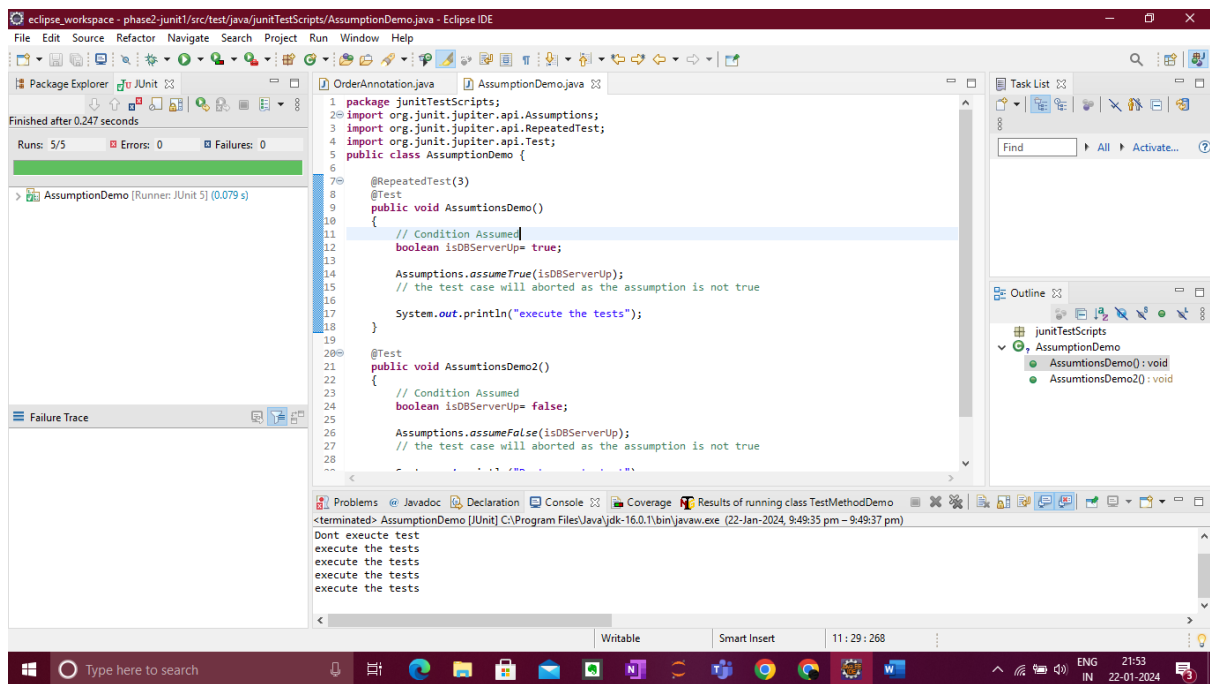 eclipse_workspace - phase2-junit1/src/test/java/junitTestScripts/AssumptionDemo.java - Eclipse IDE
File Edit Source Refactor Navigate Search Project Run Window Help
Package Explorer JUnit
Finished after 0.247 seconds
Runs: 5/5 Errors: 0 Failures: 0
AssumptionDemo [Runner: JUnit 5] (0.079 s)
Failure Trace
OrderAnnotation.java AssumptionDemo.java
1 package junitTestScripts;
2 import org.junit.jupiter.api.Assumptions;
3 import org.junit.jupiter.api.RepeatedTest;
4 import org.junit.jupiter.api.Test;
5 public class AssumptionDemo {
6
7 @RepeatedTest(3)
8 @Test
9 public void AssumtionsDemo()
10 {
11 // Condition Assumed
12 boolean isDBServerUp= true;
13
14 Assumptions.assumeTrue(isDBServerUp);
15 // the test case will aborted as the assumption is not true
16
17 System.out.println("execute the tests");
18 }
19
20 @Test
21 public void AssumtionsDemo2()
22 {
23 // Condition Assumed
24 boolean isDBServerUp= false;
25
26 Assumptions.assumeFalse(isDBServerUp);
27 // the test case will aborted as the assumption is not true
28
Task List
Find All Activate...
Outline
junitTestScripts
AssumptionDemo
AssumtionsDemo() : void
AssumtionsDemo2() : void
Problems Javadoc Declaration Console Coverage Results of running class TestMethodDemo
<terminated> AssumptionDemo [JUnit] C:\Program Files\Java\jdk-16.0.1\bin\javaw.exe (22-Jan-2024, 9:49:35 pm – 9:49:37 pm)
Dont exeucte test
execute the tests
execute the tests
execute the tests
execute the tests
Writable Smart Insert 11 : 29 : 268
Type here to search
ENG 21:53
IN 22-01-2024
3